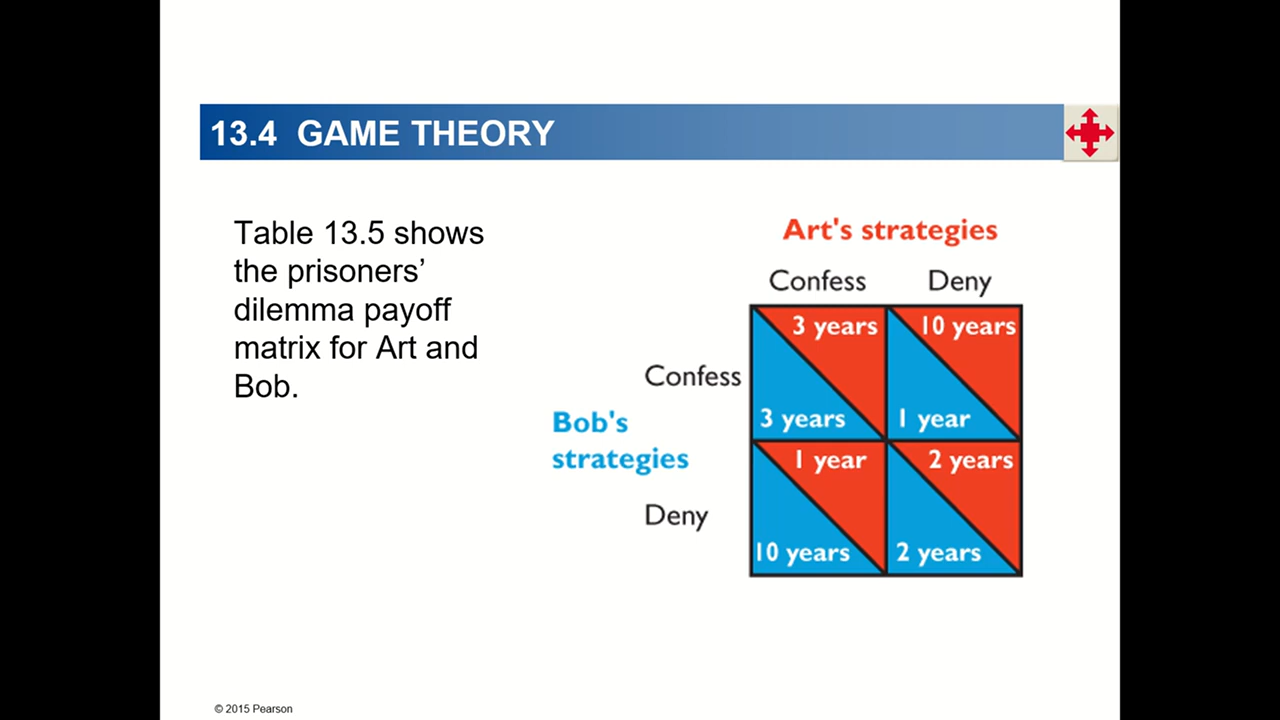 13.4 GAME THEORY
Table 13.5 shows
the prisoners’
dilemma payoff
matrix for Art and
Bob.
Art's strategies
Confess Deny
3 years 10 years
Confess
3 years 1 year
Bob's
strategies
1 year 2 years
Deny
10 years 2 years
© 2015 Pearson